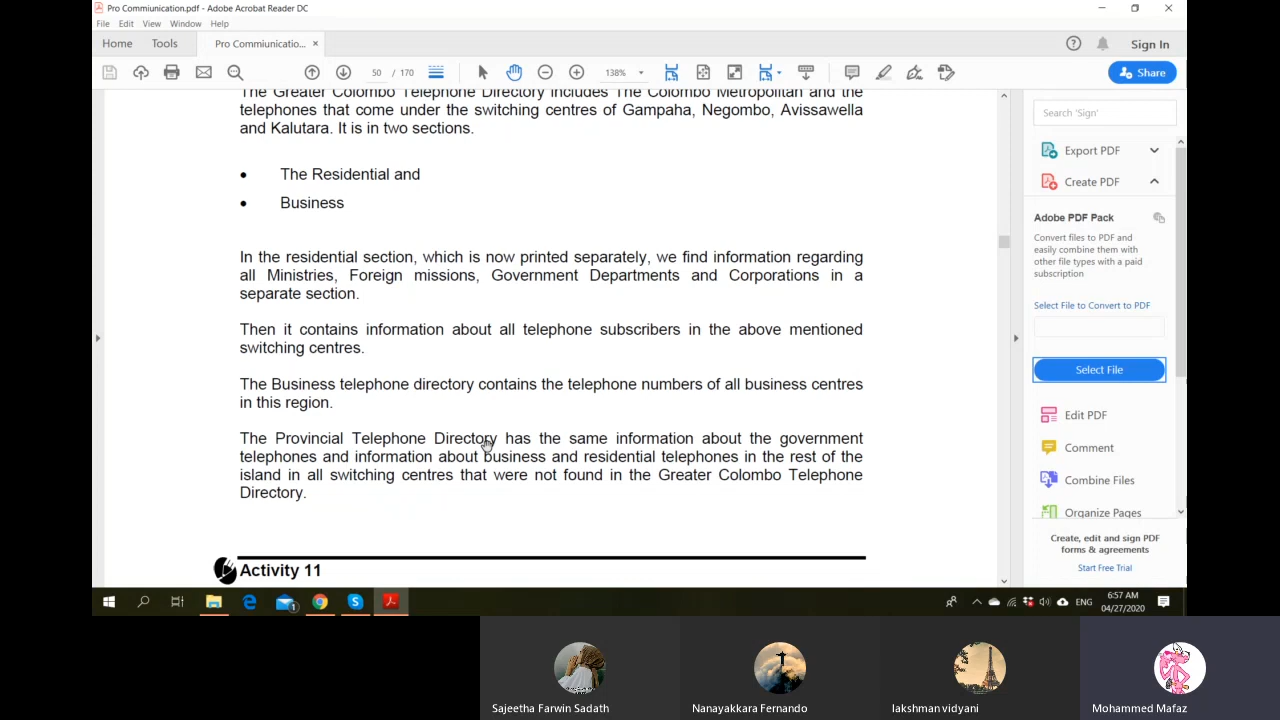 Pro Commiunication.pdf - Adobe Acrobat Reader DC
File Edit View Window Help
Home Tools Pro Commiunicatio... × Sign In
50 / 170 138% Share
The Greater Colombo Telephone Directory includes The Colombo Metropolitan and the
telephones that come under the switching centres of Gampaha, Negombo, Avissawella
and Kalutara. It is in two sections.
• The Residential and
• Business
In the residential section, which is now printed separately, we find information regarding
all Ministries, Foreign missions, Government Departments and Corporations in a
separate section.
Then it contains information about all telephone subscribers in the above mentioned
switching centres.
The Business telephone directory contains the telephone numbers of all business centres
in this region.
The Provincial Telephone Directory has the same information about the government
telephones and information about business and residential telephones in the rest of the
island in all switching centres that were not found in the Greater Colombo Telephone
Directory.
Activity 11
Search 'Sign'
Export PDF
Create PDF
Adobe PDF Pack
Convert files to PDF and
easily combine them with
other file types with a paid
subscription
Select File to Convert to PDF
Select File
Edit PDF
Comment
Combine Files
Organize Pages
Create, edit and sign PDF
forms & agreements
Start Free Trial
1 ENG 6:57 AM
04/27/2020
Sajeetha Farwin Sadath Nanayakkara Fernando lakshman vidyani Mohammed Mafaz